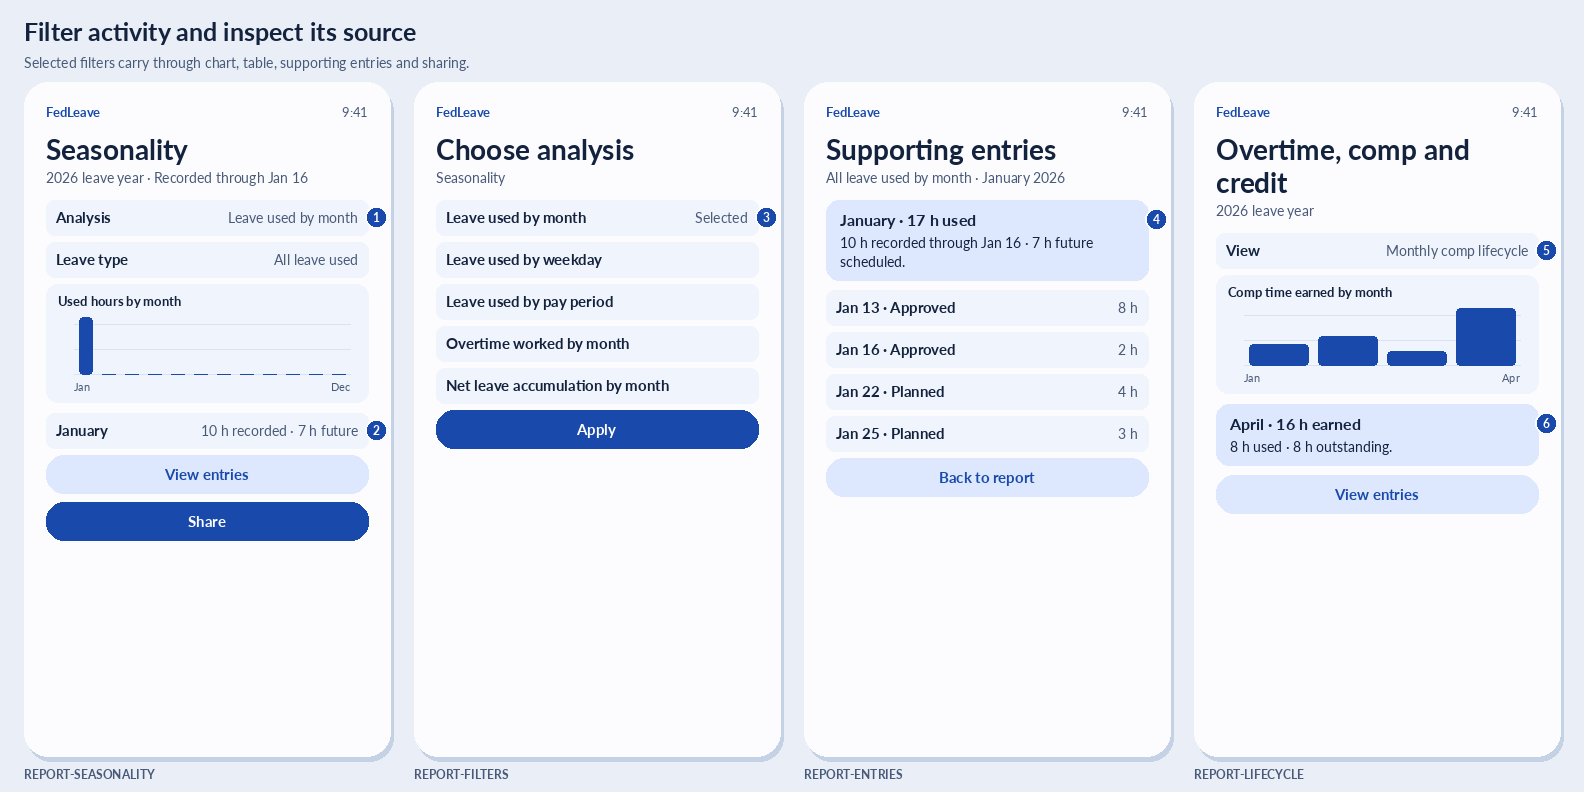 Filter activity and inspect its source
Selected filters carry through chart, table, supporting entries and sharing.
FedLeave 9:41
Seasonality
2026 leave year · Recorded through Jan 16
Analysis Leave used by month 1
Leave type All leave used
Used hours by month
Jan Dec
January 10 h recorded · 7 h future 2
View entries
Share
REPORT-SEASONALITY
FedLeave 9:41
Choose analysis
Seasonality
Leave used by month Selected 3
Leave used by weekday
Leave used by pay period
Overtime worked by month
Net leave accumulation by month
Apply
REPORT-FILTERS
FedLeave 9:41
Supporting entries
All leave used by month · January 2026
January · 17 h used 4
10 h recorded through Jan 16 · 7 h future
scheduled.
Jan 13 · Approved 8 h
Jan 16 · Approved 2 h
Jan 22 · Planned 4 h
Jan 25 · Planned 3 h
Back to report
REPORT-ENTRIES
FedLeave 9:41
Overtime, comp and
credit
2026 leave year
View Monthly comp lifecycle 5
Comp time earned by month
Jan Apr
April · 16 h earned 6
8 h used · 8 h outstanding.
View entries
REPORT-LIFECYCLE